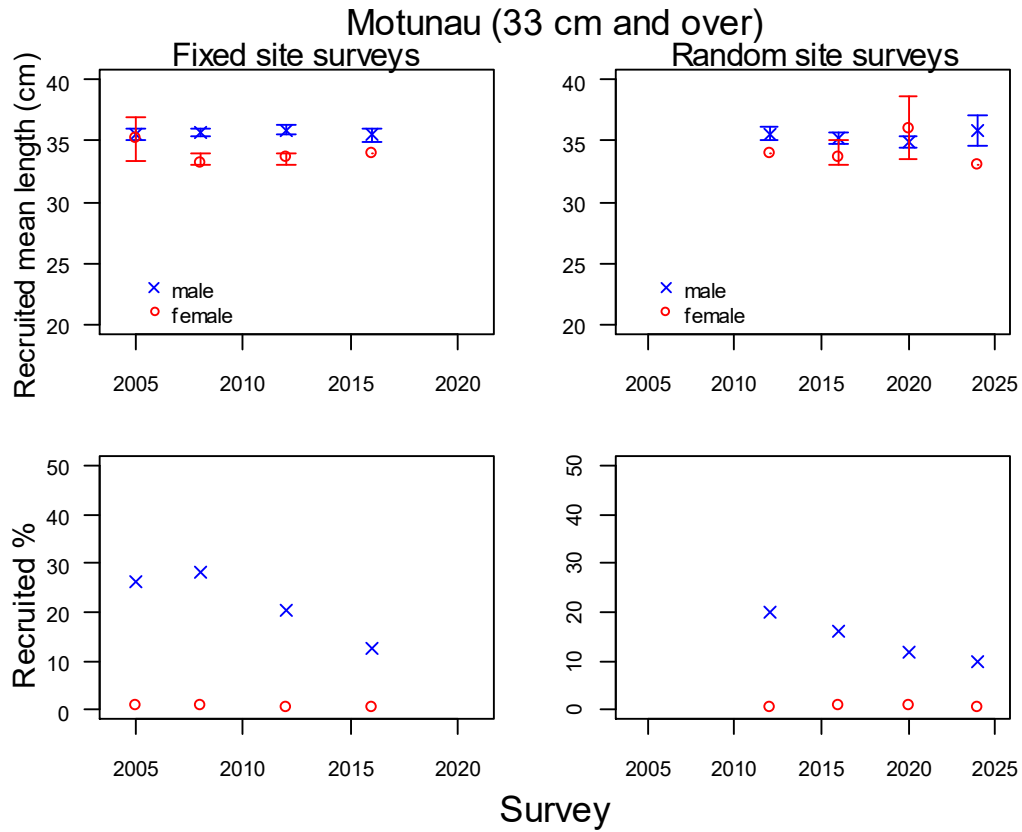 Motunau (33 cm and over)
Fixed site surveys
Random site surveys
Recruited mean length (cm)
40
35
30
25
20
male
female
2005 2010 2015 2020
40
35
30
25
20
male
female
2005 2010 2015 2020 2025
Recruited %
50
40
30
20
10
0
2005 2010 2015 2020
50
40
30
20
10
0
2005 2010 2015 2020 2025
Survey